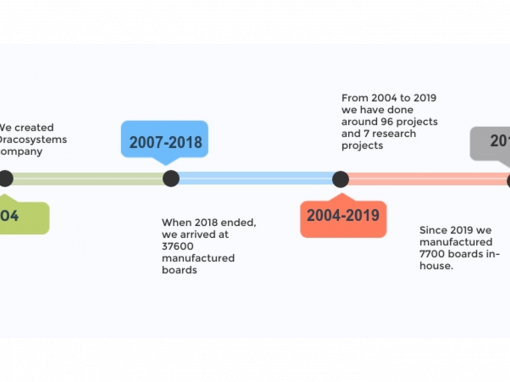 We created
Dracosystems
company
04
2007-2018
When 2018 ended,
we arrived at
37600
manufactured
boards
From 2004 to 2019
we have done
around 96 projects
and 7 research
projects
2004-2019
201
Since 2019 we
manufactured
7700 boards in-
house.